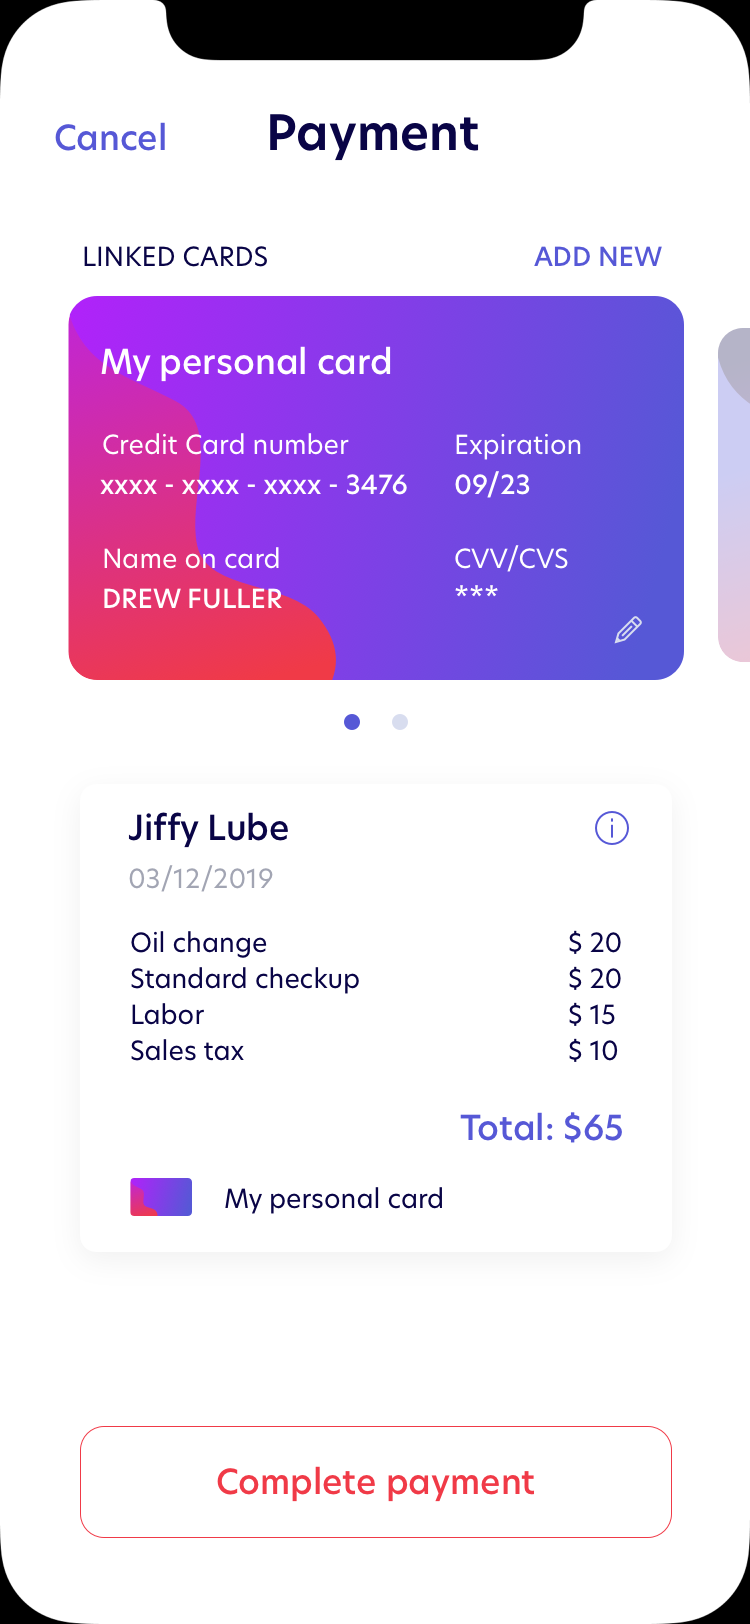 Cancel
Payment
LINKED CARDS
ADD NEW
My personal card
Credit Card number
Expiration
xxxx - xxxx - xxxx - 3476
09/23
Name on card
CVV/CVS
DREW FULLER
***
Jiffy Lube
03/12/2019
Oil change $ 20
Standard checkup $ 20
Labor $ 15
Sales tax $ 10
Total: $65
My personal card
Complete payment